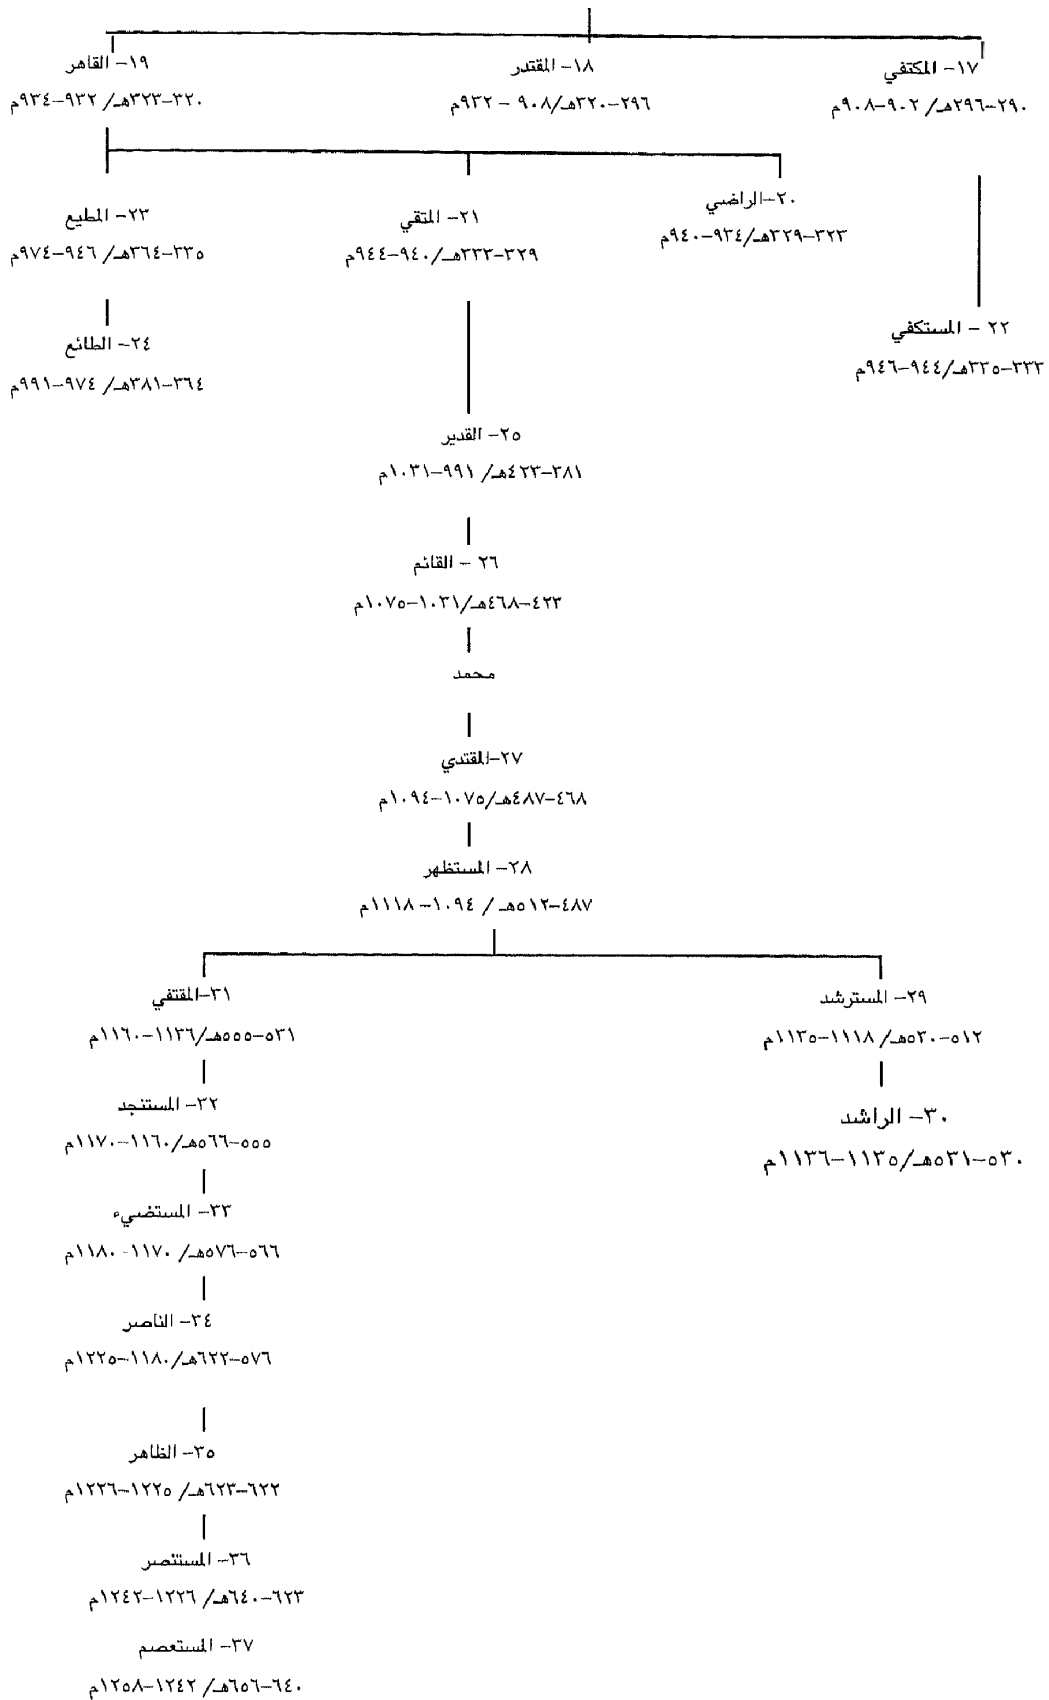 ١٧- المكتفي
٢٩٠-٢٩٦هـ/ ٩٠٢-٩٠٨م
١٨- المقتدر
٢٩٦-٣٢٠هـ/٩٠٨ - ٩٣٢م
١٩- القاهر
٣٢٠-٣٢٣هـ/ ٩٣٢-٩٣٤م
٢٠-الراضي
٣٢٣-٣٢٩هـ/٩٣٤-٩٤٠م
٢١- المتقي
٣٢٩-٣٣٣هـ/٩٤٠-٩٤٤م
٢٣- المطيع
٣٣٥-٣٦٤هـ/ ٩٤٦-٩٧٤م
٢٢ - المستكفي
٣٣٣-٣٣٥هـ/٩٤٤-٩٤٦م
٢٤- الطائع
٣٦٤-٣٨١هـ/ ٩٧٤-٩٩١م
٢٥- القدير
٣٨١-٤٢٣هـ/ ٩٩١-١٠٣١م
٢٦ - القائم
٤٢٣-٤٦٨هـ/١٠٣١-١٠٧٥م
محمد
٢٧-المقتدي
٤٦٨-٤٨٧هـ/١٠٧٥-١٠٩٤م
٢٨- المستظهر
٤٨٧-٥١٢هـ / ١٠٩٤-١١١٨م
٢٩- المسترشد
٥١٢-٥٣٠هـ/ ١١١٨-١١٣٥م
٣٠- الراشد
٥٣٠-٥٣١هـ/١١٣٥-١١٣٦م
٣١-المقتفي
٥٣١-٥٥٥هـ/١١٣٦-١١٦٠م
٣٢- المستنجد
٥٥٥-٥٦٦هـ/١١٦٠-١١٧٠م
٣٣- المستضيء
٥٦٦-٥٧٦هـ/ ١١٧٠-١١٨٠م
٣٤- الناصر
٥٧٦-٦٢٢هـ/١١٨٠-١٢٢٥م
٣٥- الظاهر
٦٢٢-٦٢٣هـ/ ١٢٢٥-١٢٢٦م
٣٦- المستنصر
٦٢٣-٦٤٠هـ/ ١٢٢٦-١٢٤٢م
٣٧- المستعصم
٦٤٠-٦٥٦هـ/ ١٢٤٢-١٢٥٨م